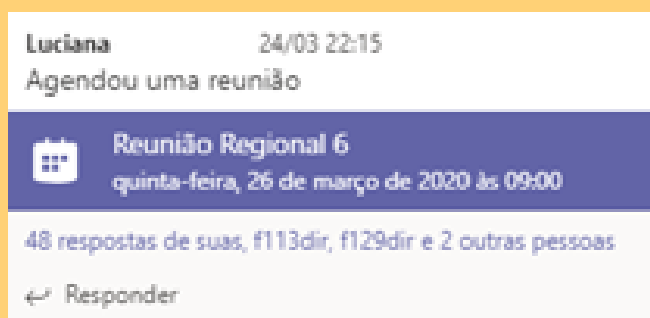 Luciana 24/03 22:15
Agendou uma reunião
Reunião Regional 6
quinta-feira, 26 de março de 2020 às 09:00
48 respostas de suas, f113dir, f129dir e 2 outras pessoas
Responder